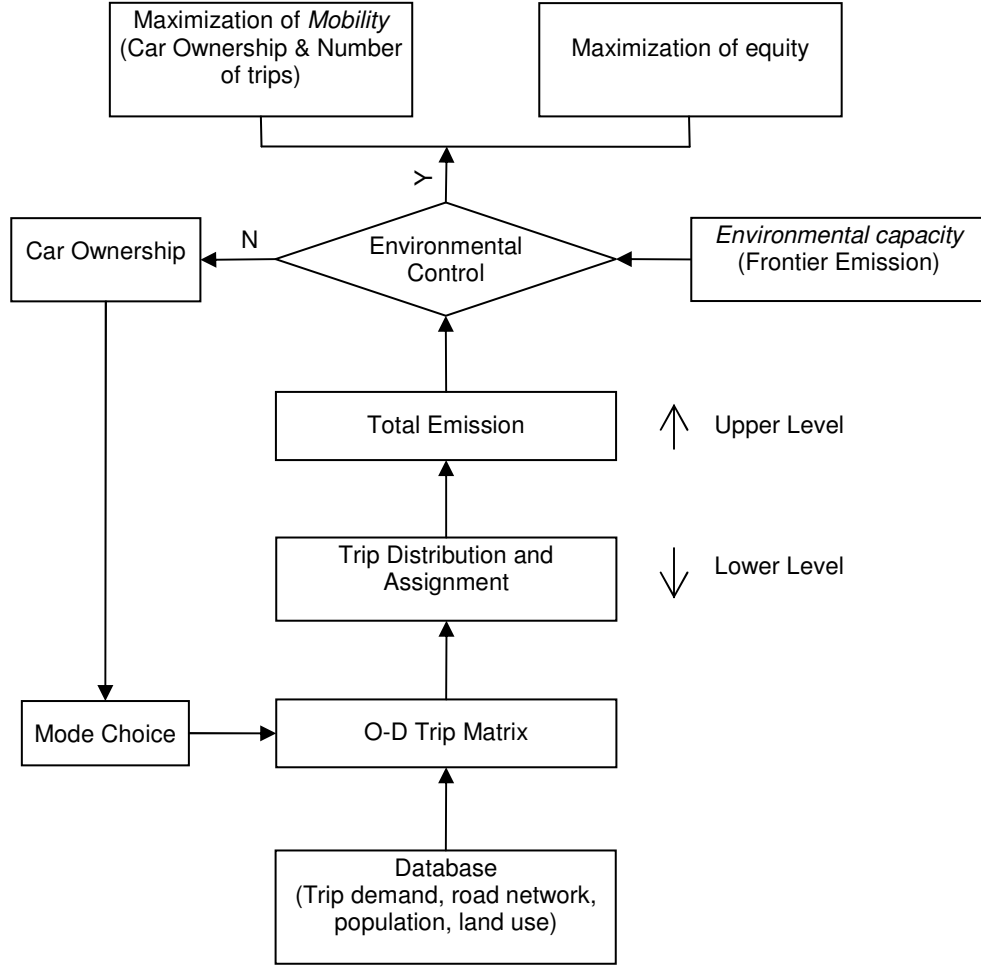 Maximization of Mobility
(Car Ownership & Number
of trips)
Maximization of equity
Y
N
Car Ownership
Environmental
Control
Environmental capacity
(Frontier Emission)
Total Emission
Upper Level
Trip Distribution and
Assignment
Lower Level
Mode Choice
O-D Trip Matrix
Database
(Trip demand, road network,
population, land use)